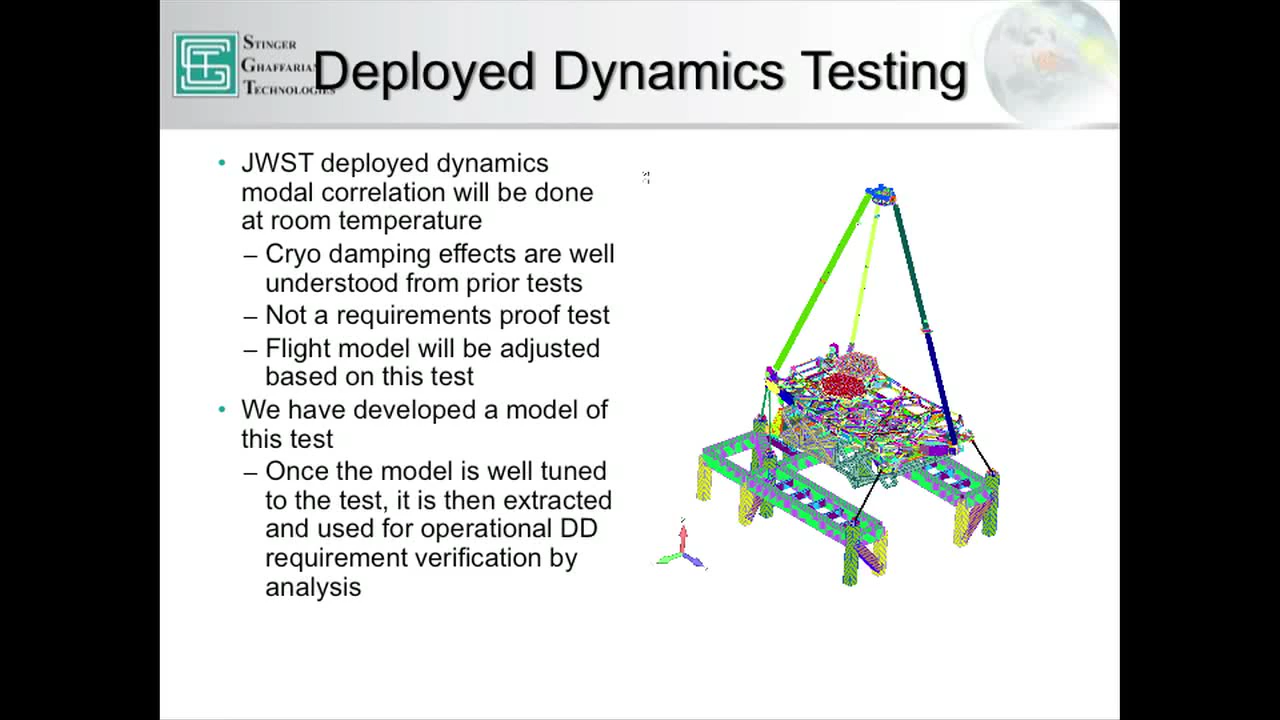 STINGER
GHAFFARIAN
TECHNOLOGIES
Deployed Dynamics Testing
• JWST deployed dynamics
modal correlation will be done
at room temperature
– Cryo damping effects are well
understood from prior tests
– Not a requirements proof test
– Flight model will be adjusted
based on this test
• We have developed a model of
this test
– Once the model is well tuned
to the test, it is then extracted
and used for operational DD
requirement verification by
analysis